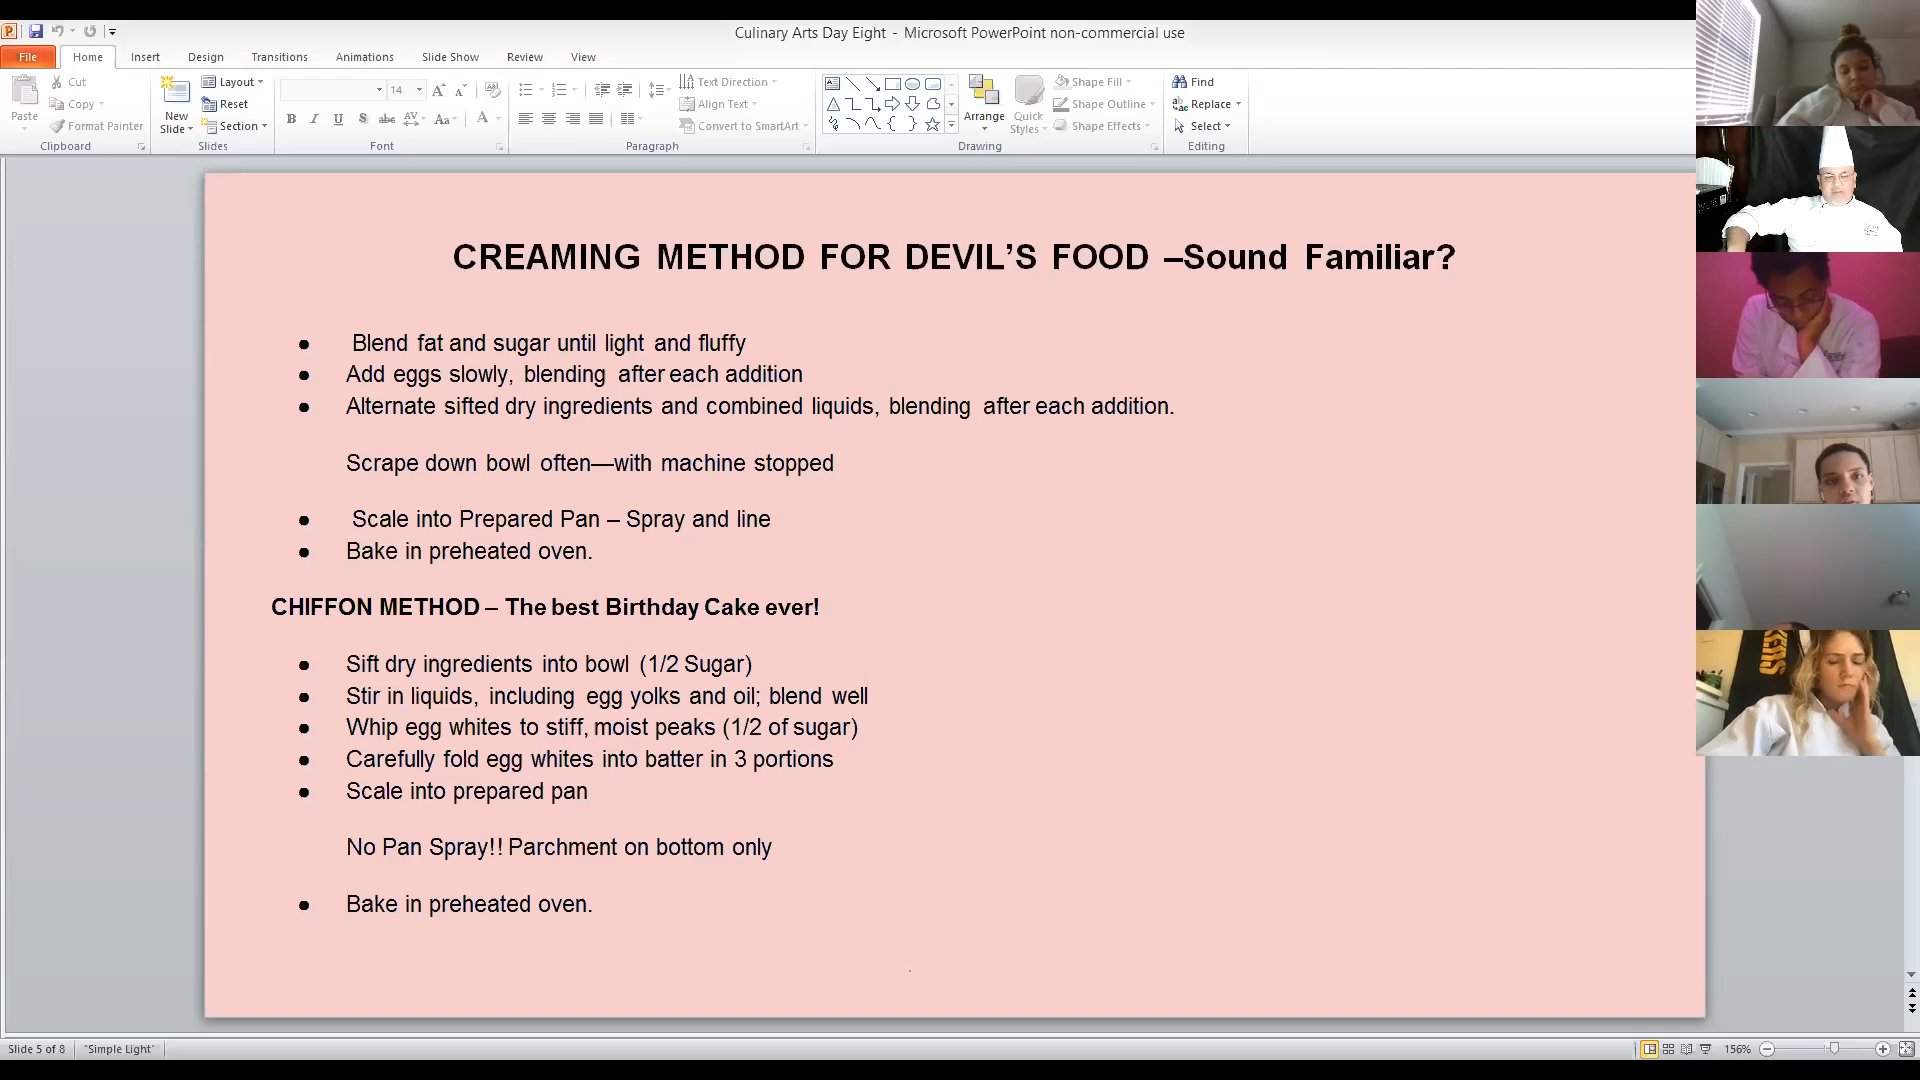 Culinary Arts Day Eight - Microsoft PowerPoint non-commercial use
File Home Insert Design Transitions Animations Slide Show Review View
Paste
Cut
Copy
Format Painter
Clipboard
New Slide
Layout
Reset
Section
Slides
14
Font
Text Direction
Align Text
Convert to SmartArt
Paragraph
Arrange
Quick Styles
Shape Fill
Shape Outline
Shape Effects
Drawing
Find
Replace
Select
Editing
CREAMING METHOD FOR DEVIL’S FOOD –Sound Familiar?
● Blend fat and sugar until light and fluffy
● Add eggs slowly, blending after each addition
● Alternate sifted dry ingredients and combined liquids, blending after each addition.
Scrape down bowl often—with machine stopped
● Scale into Prepared Pan – Spray and line
● Bake in preheated oven.
CHIFFON METHOD – The best Birthday Cake ever!
● Sift dry ingredients into bowl (1/2 Sugar)
● Stir in liquids, including egg yolks and oil; blend well
● Whip egg whites to stiff, moist peaks (1/2 of sugar)
● Carefully fold egg whites into batter in 3 portions
● Scale into prepared pan
No Pan Spray!! Parchment on bottom only
● Bake in preheated oven.
Slide 5 of 8 "Simple Light" 156%